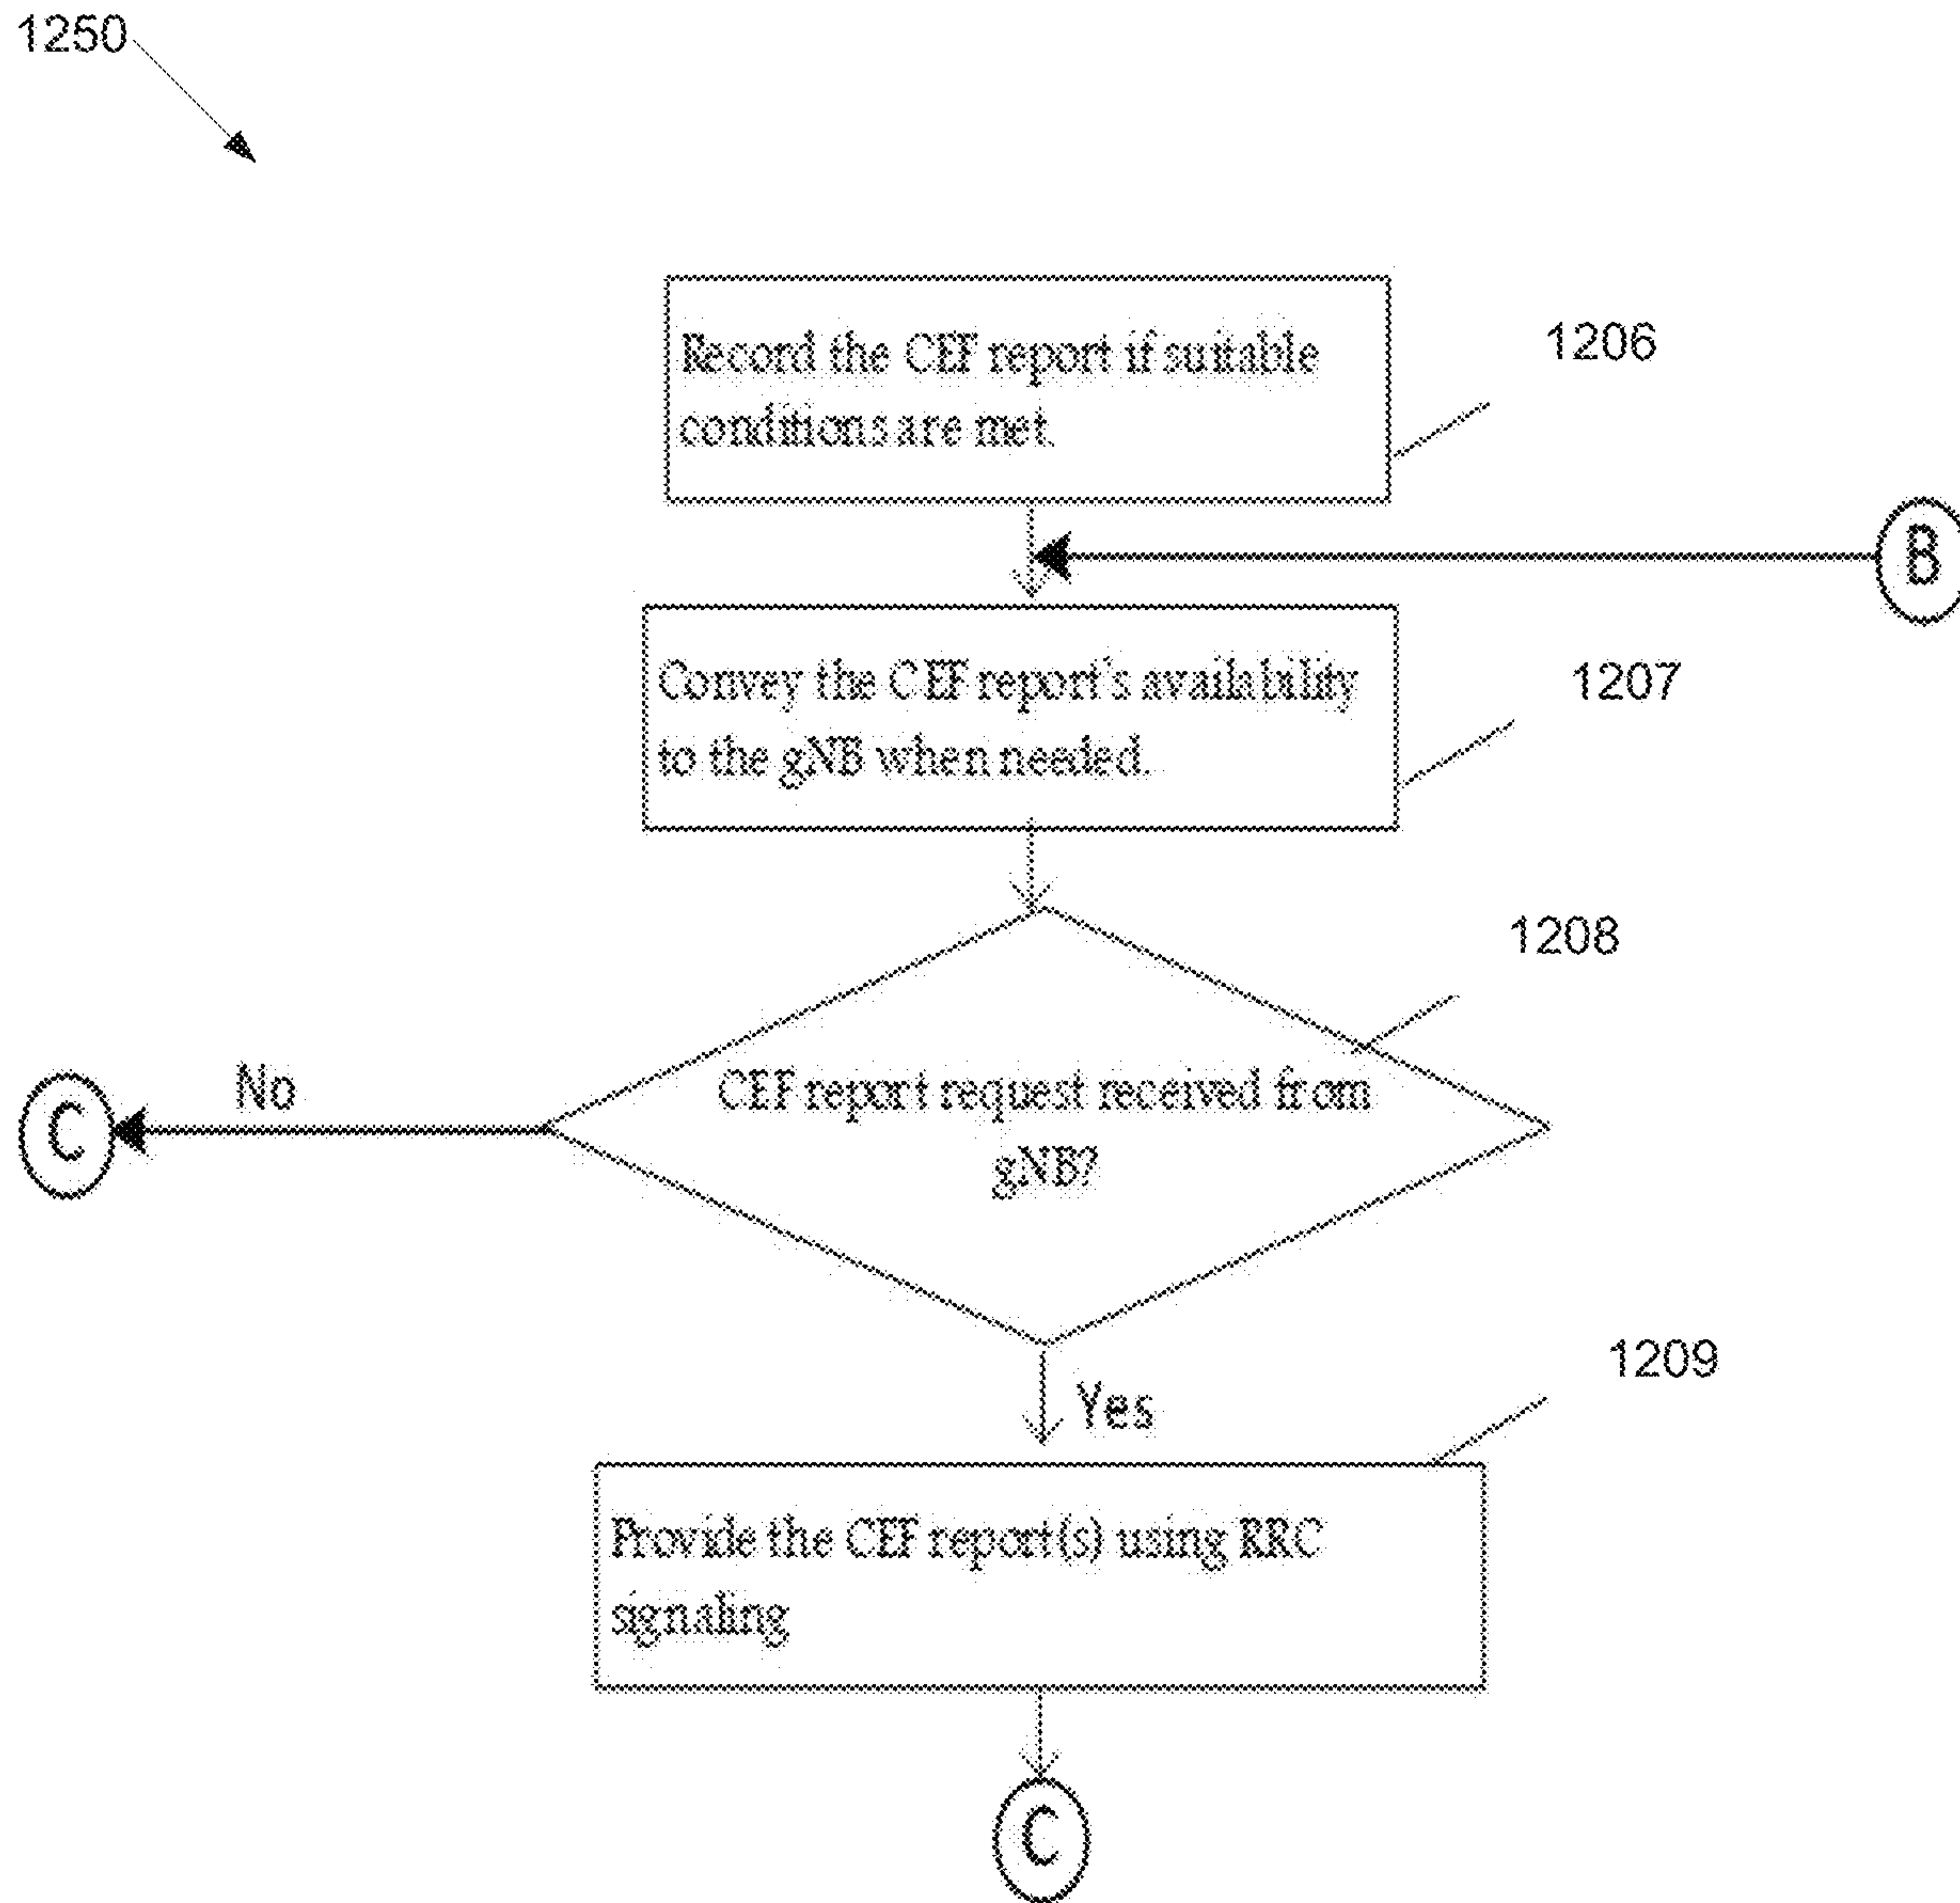 1250
Record the CEF report if suitable
conditions are met.
1206
B
Convey the CEF report's availability
to the gNB when needed.
1207
1208
CEF report request received from
gNB?
No
C
Yes
1209
Provide the CEF report(s) using RRC
signaling
C